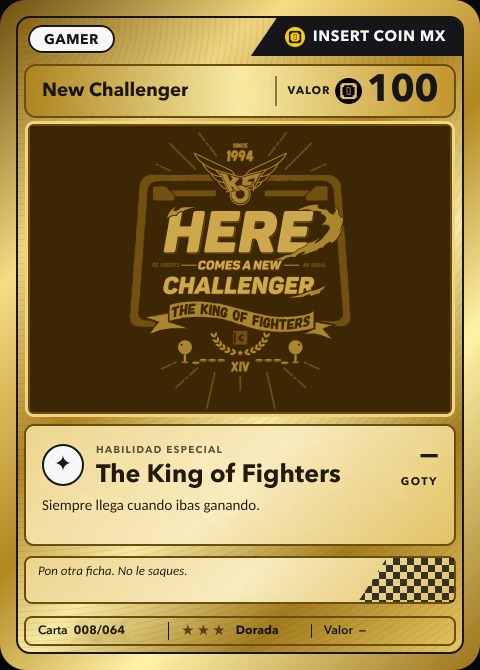 GAMER
INSERT COIN MX
New Challenger
VALOR 100
SINCE
1994
HERE
COMES A NEW
CHALLENGER
THE KING OF FIGHTERS
XIV
HABILIDAD ESPECIAL
The King of Fighters
–
GOTY
Siempre llega cuando ibas ganando.
Pon otra ficha. No le saques.
Carta 008/064
★ ★ ★ Dorada
Valor –